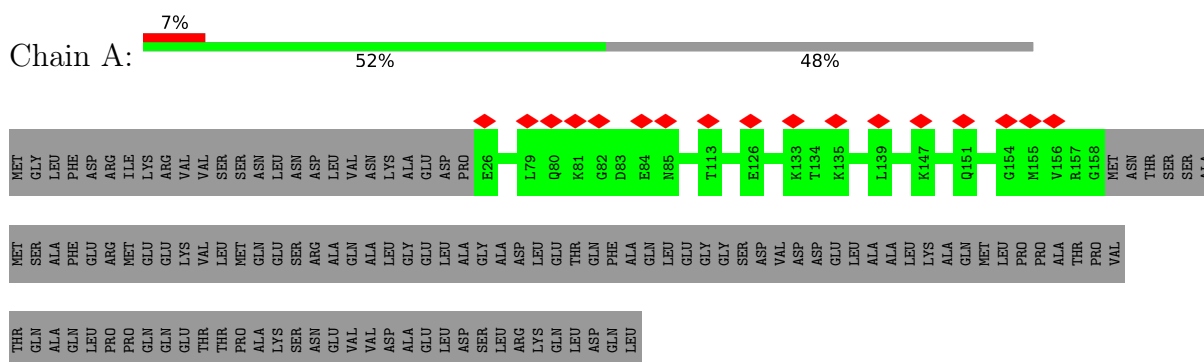 7%
Chain A:
52% 48%
MET GLY LEU PHE ASP ARG ILE LYS ARG VAL VAL SER SER ASN LEU ASN ASP LEU VAL ASN LYS ALA GLU ASP PRO E26 L79 Q80 K81 G82 D83 E84 N85 T113 E126 K133 T134 K135 L139 K147 Q151 G154 M155 V156 R157 G158 MET ASN THR SER SER ALA
MET SER ALA PHE GLU ARG MET GLU GLU LYS VAL LEU MET GLN GLU SER ARG ALA GLN ALA LEU GLY GLU LEU ALA GLY ALA ASP LEU GLU THR GLN PHE ALA GLN LEU GLU GLY GLY SER ASP VAL ASP ASP GLU LEU ALA ALA LEU LYS ALA GLN MET LEU PRO PRO ALA THR PRO VAL
THR GLN ALA GLN LEU PRO PRO GLN GLN GLU THR THR PRO ALA LYS SER ASN GLU VAL VAL ASP ALA GLU LEU ASP SER LEU ARG LYS GLN LEU ASP GLN LEU